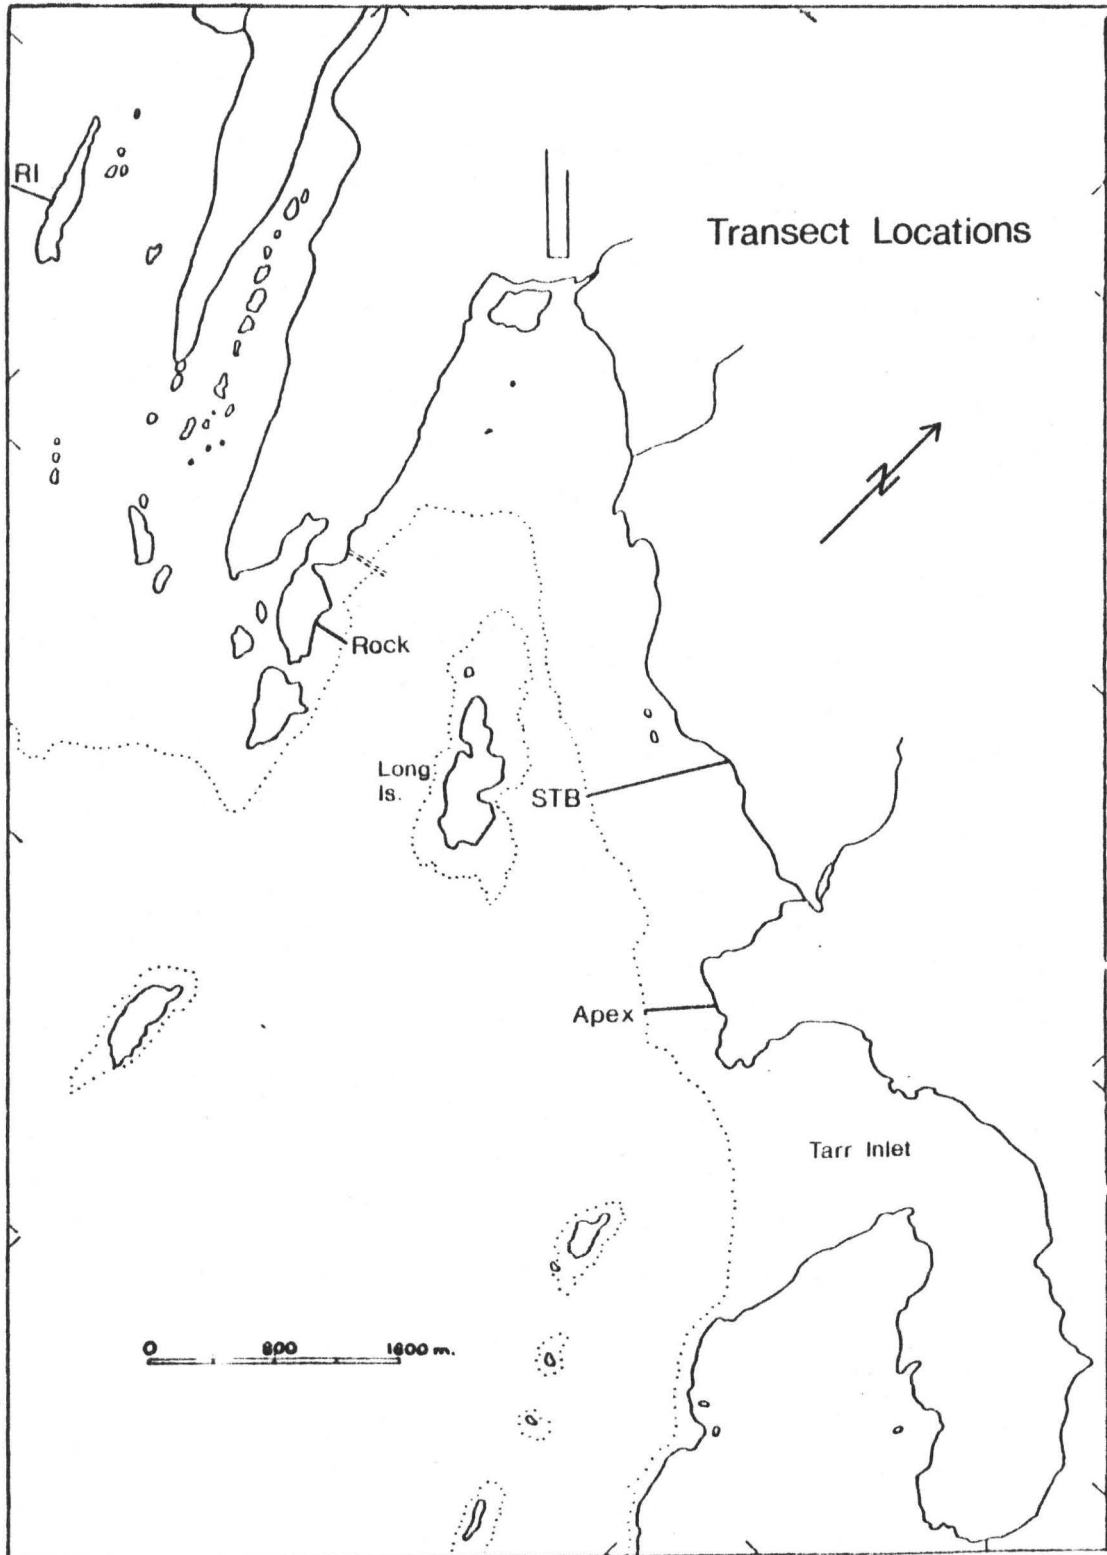 RI
Transect Locations
N
Rock
Long
Is.
STB
Apex
Tarr Inlet
0 800 1600 m.